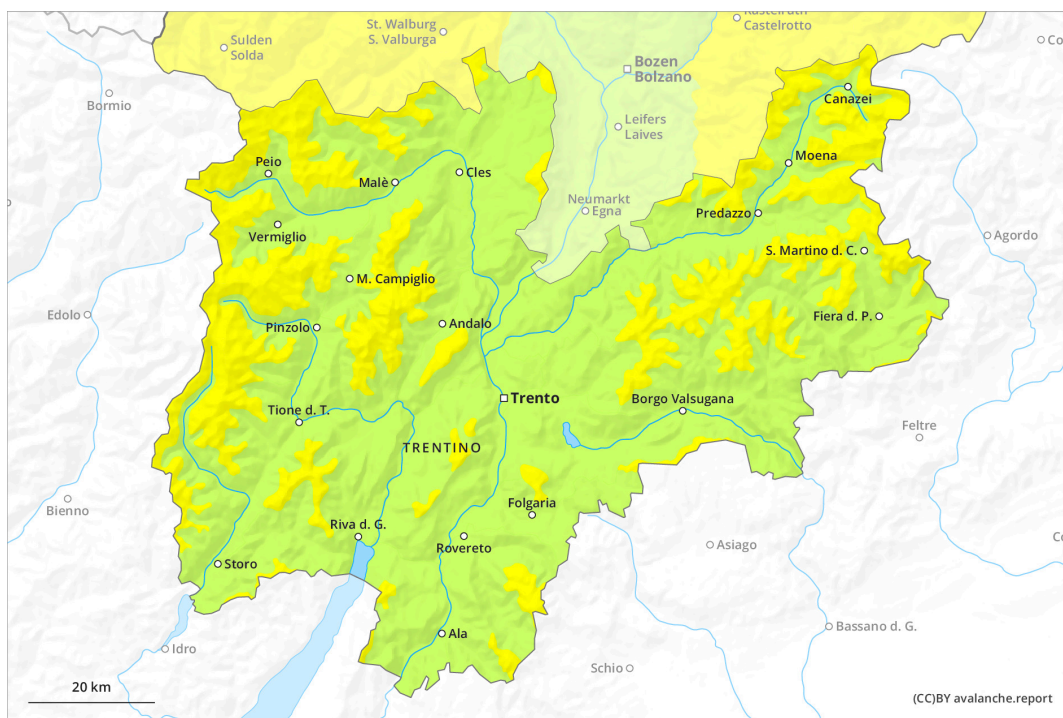 St. Walburg
S. Valburga
Kastelruth
Castelrotto
Sulden
Solda
Bozen
Bolzano
Bormio
Canazei
Leifers
Laives
Moena
Peio
Malè
Cles
Neumarkt
Egna
Predazzo
Vermiglio
Agordo
S. Martino d. C.
M. Campiglio
Edolo
Pinzolo
Andalo
Fiera d. P.
Trento
Borgo Valsugana
Tione d. T.
Feltre
TRENTINO
Bienno
Folgaria
Riva d. G.
Rovereto
Asiago
Storo
Bassano d. G.
Ala
Idro
Schio
20 km
(CC)BY avalanche.report